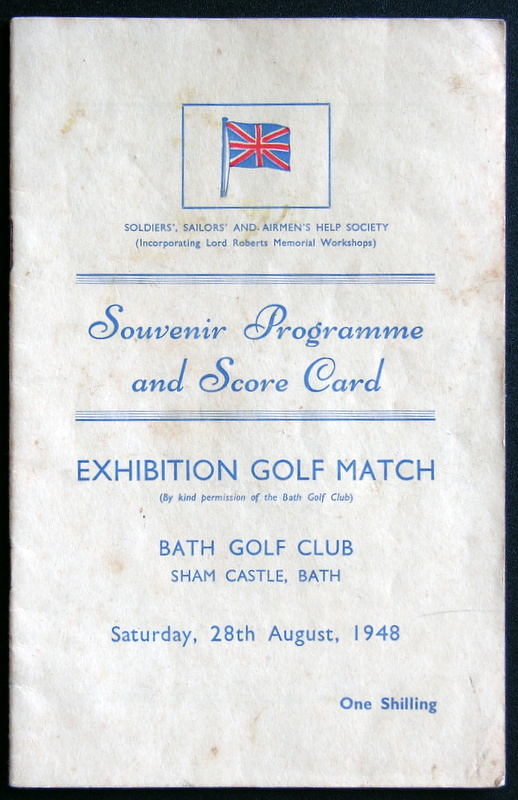 SOLDIERS', SAILORS' AND AIRMEN'S HELP SOCIETY
(Incorporating Lord Roberts Memorial Workshops)
Souvenir Programme
and Score Card
EXHIBITION GOLF MATCH
(By kind permission of the Bath Golf Club)
BATH GOLF CLUB
SHAM CASTLE, BATH
Saturday, 28th August, 1948
One Shilling